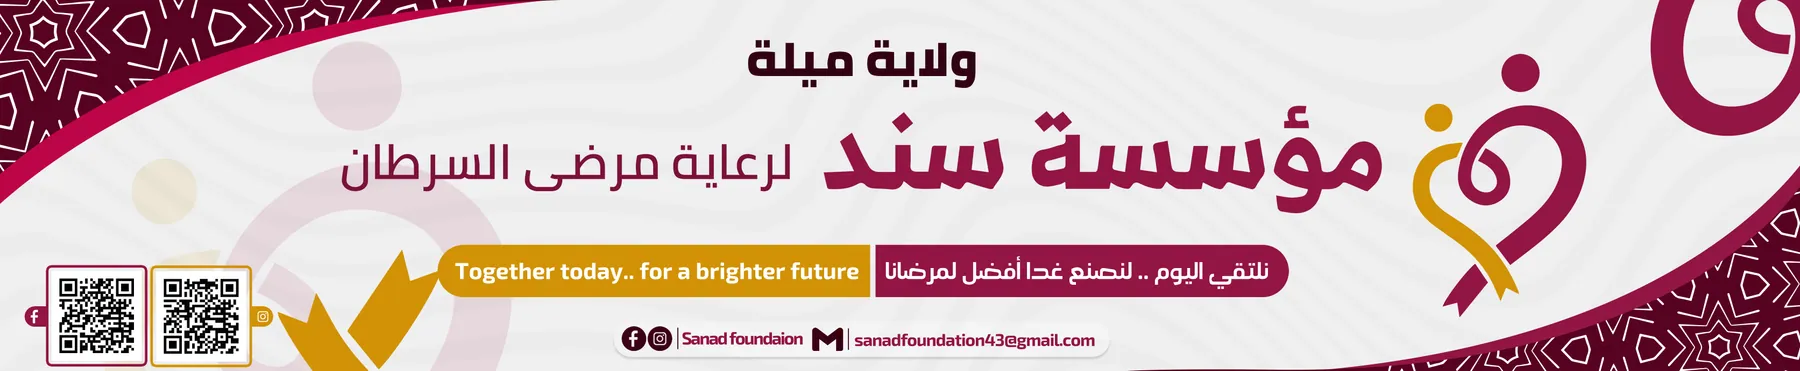 ولاية ميلة
مؤسسة سند لرعاية مرضى السرطان
نلتقي اليوم .. لنصنع غدا أفضل لمرضانا
Together today.. for a brighter future
Sanad foundaion
sanadfoundation43@gmail.com